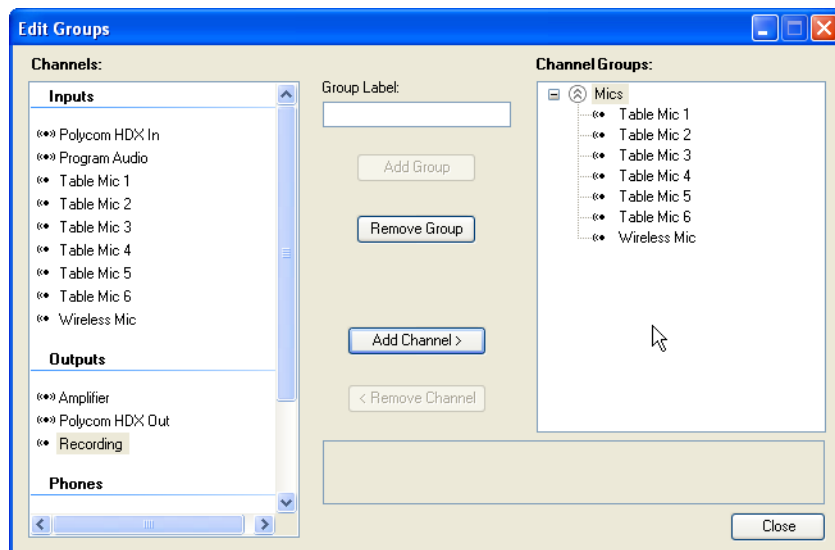 Edit Groups
Channels:
Inputs
Polycom HDX In
Program Audio
Table Mic 1
Table Mic 2
Table Mic 3
Table Mic 4
Table Mic 5
Table Mic 6
Wireless Mic
Outputs
Amplifier
Polycom HDX Out
Recording
Phones
Group Label:
Add Group
Remove Group
Add Channel >
< Remove Channel
Channel Groups:
Mics
Table Mic 1
Table Mic 2
Table Mic 3
Table Mic 4
Table Mic 5
Table Mic 6
Wireless Mic
Close